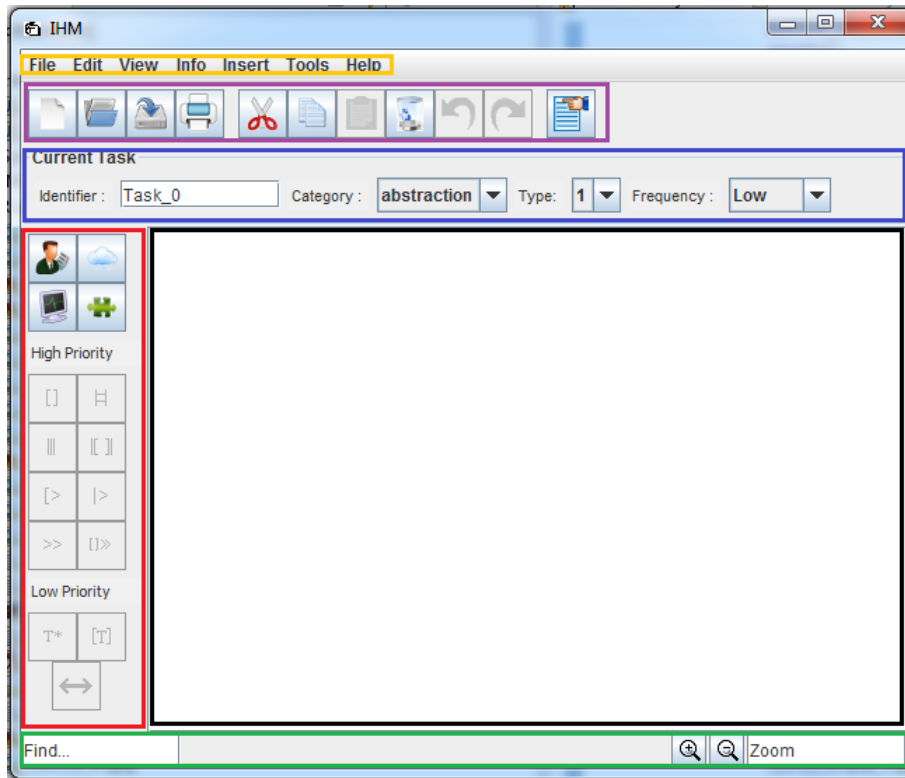 IHM
File Edit View Info Insert Tools Help
Current Task
Identifier : Task_0 Category : abstraction Type: 1 Frequency : Low
High Priority
[] |=|
||| |[ ]|
[> |>
>> []>>
Low Priority
T* [T]
↔
Find... Zoom